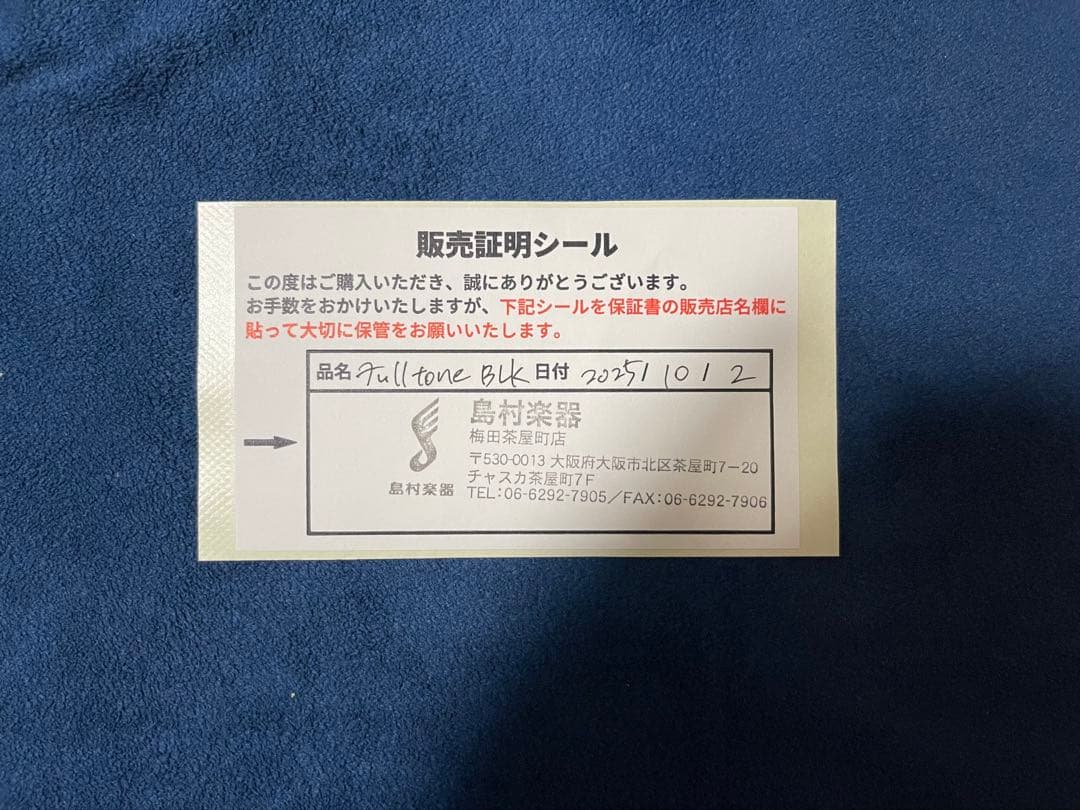 販売証明シール
この度はご購入いただき、誠にありがとうございます。
お手数をおかけいたしますが、下記シールを保証書の販売店名欄に
貼って大切に保管をお願いいたします。
品名 Fulltone BLK 日付 2025/10/2
島村楽器
梅田茶屋町店
〒530-0013 大阪府大阪市北区茶屋町7-20
チャスカ茶屋町7F
TEL:06-6292-7905/FAX:06-6292-7906
島村楽器